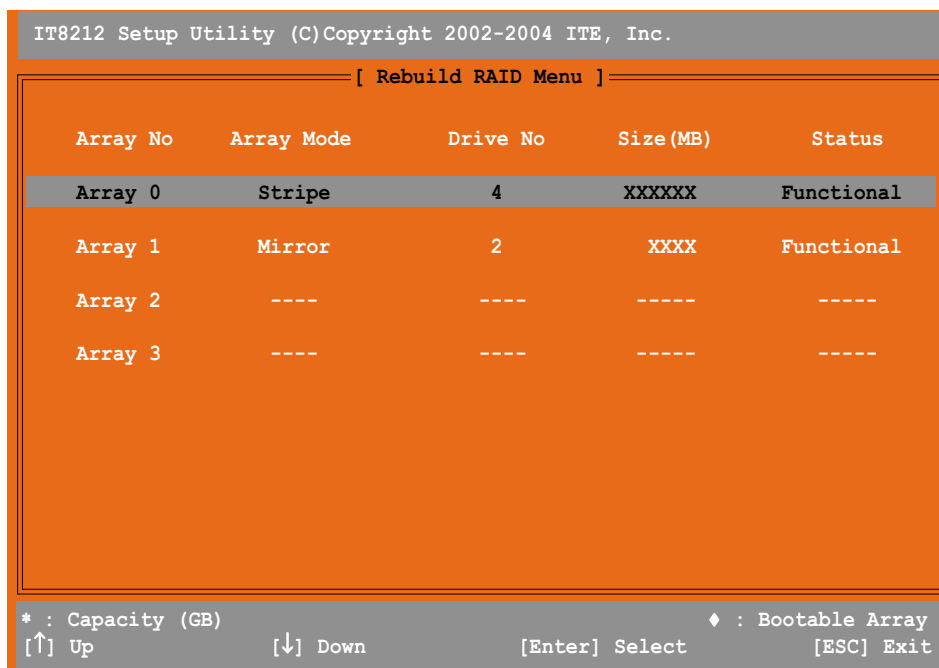 IT8212 Setup Utility (C)Copyright 2002-2004 ITE, Inc.
[ Rebuild RAID Menu ]
Array No Array Mode Drive No Size(MB) Status
Array 0 Stripe 4 XXXXXX Functional
Array 1 Mirror 2 XXXX Functional
Array 2 ---- ---- ----- -----
Array 3 ---- ---- ----- -----
* : Capacity (GB) ♦ : Bootable Array
[↑] Up [↓] Down [Enter] Select [ESC] Exit